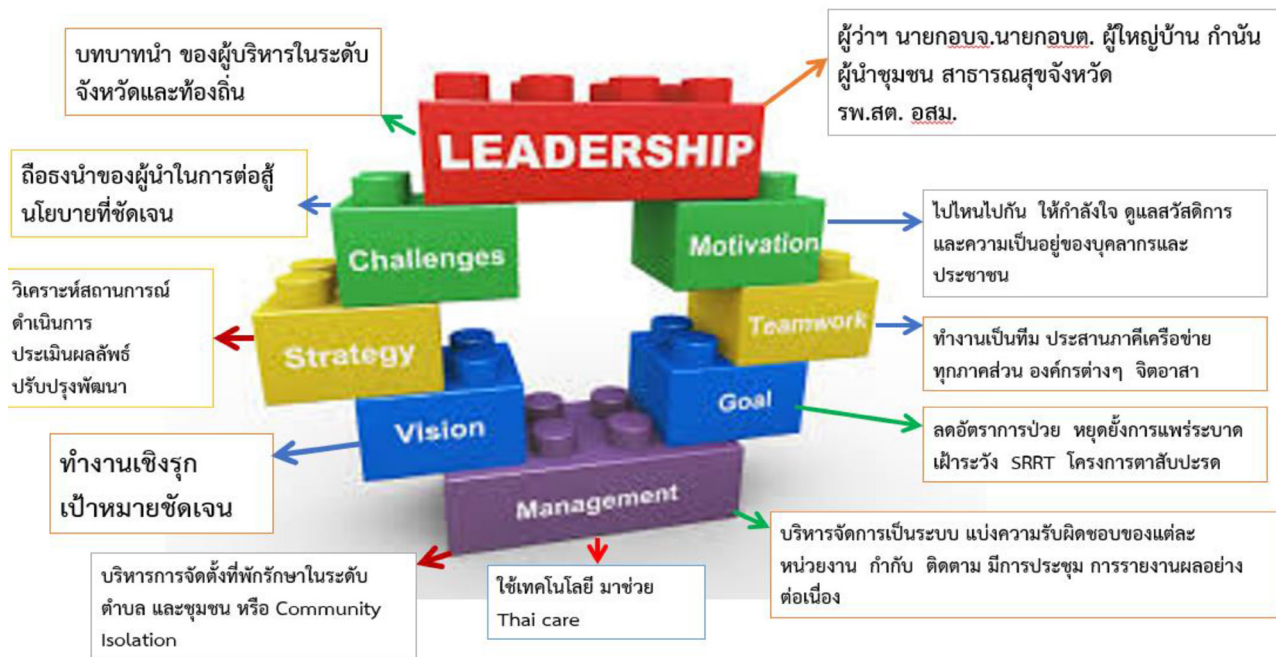 บทบาทนำ ของผู้บริหารในระดับ
จังหวัดและท้องถิ่น
ผู้ว่าฯ นายกอบจ.นายกอบต. ผู้ใหญ่บ้าน กำนัน
ผู้นำชุมชน สาธารณสุขจังหวัด
รพ.สต. อสม.
LEADERSHIP
ถือธงนำของผู้นำในการต่อสู้
นโยบายที่ชัดเจน
Challenges
Motivation
ไปไหนไปกัน ให้กำลังใจ ดูแลสวัสดิการ
และความเป็นอยู่ของบุคลากรและ
ประชาชน
วิเคราะห์สถานการณ์
ดำเนินการ
ประเมินผลลัพธ์
ปรับปรุงพัฒนา
Strategy
Teamwork
ทำงานเป็นทีม ประสานภาคีเครือข่าย
ทุกภาคส่วน องค์กรต่างๆ จิตอาสา
Vision
Goal
ลดอัตราการป่วย หยุดยั้งการแพร่ระบาด
เฝ้าระวัง SRRT โครงการตาสับปะรด
ทำงานเชิงรุก
เป้าหมายชัดเจน
Management
บริหารจัดการเป็นระบบ แบ่งความรับผิดชอบของแต่ละ
หน่วยงาน กำกับ ติดตาม มีการประชุม การรายงานผลอย่าง
ต่อเนื่อง
บริหารการจัดตั้งที่พักรักษาในระดับ
ตำบล และชุมชน หรือ Community
Isolation
ใช้เทคโนโลยี มาช่วย
Thai care